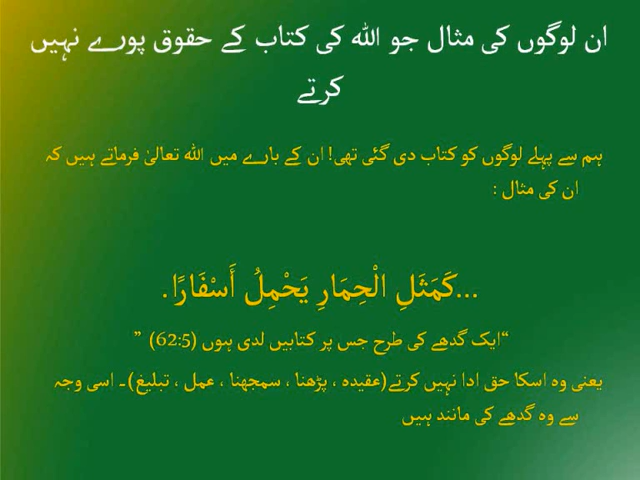 ان لوگوں کی مثال جو اللہ کی کتاب کے حقوق پورے نہیں
کرتے
ہم سے پہلے لوگوں کو کتاب دی گئی تھی! ان کے بارے میں اللہ تعالیٰ فرماتے ہیں کہ
ان کی مثال :
...كَمَثَلِ الْحِمَارِ يَحْمِلُ أَسْفَارًا.
“ایک گدھے کی طرح جس پر کتابیں لدی ہوں (62:5) ”
یعنی وہ اسکا حق ادا نہیں کرتے(عقیدہ ، پڑھنا ، سمجھنا ، عمل ، تبلیغ)۔ اسی وجہ
سے وہ گدھے کی مانند ہیں